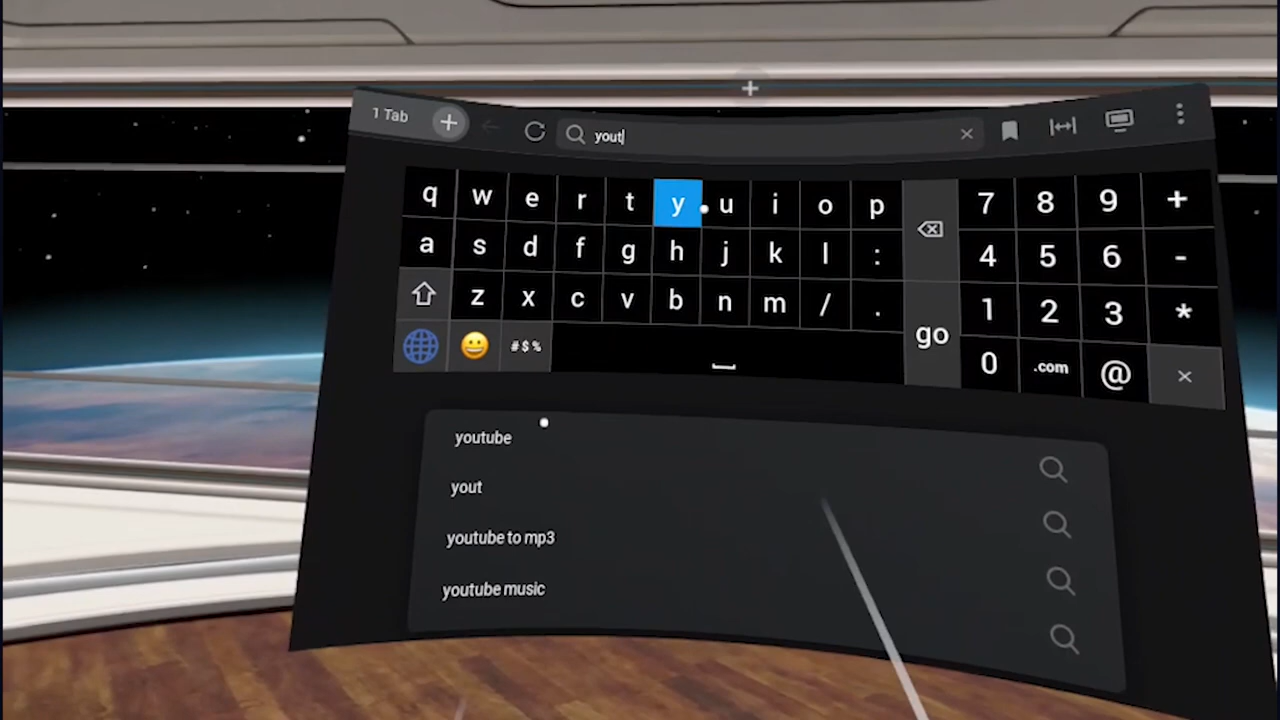 1 Tab
yout
q w e r t y u i o p
7 8 9 +
a s d f g h j k l :
4 5 6 -
z x c v b n m / .
1 2 3 *
#$%
go
0 .com @
youtube
yout
youtube to mp3
youtube music